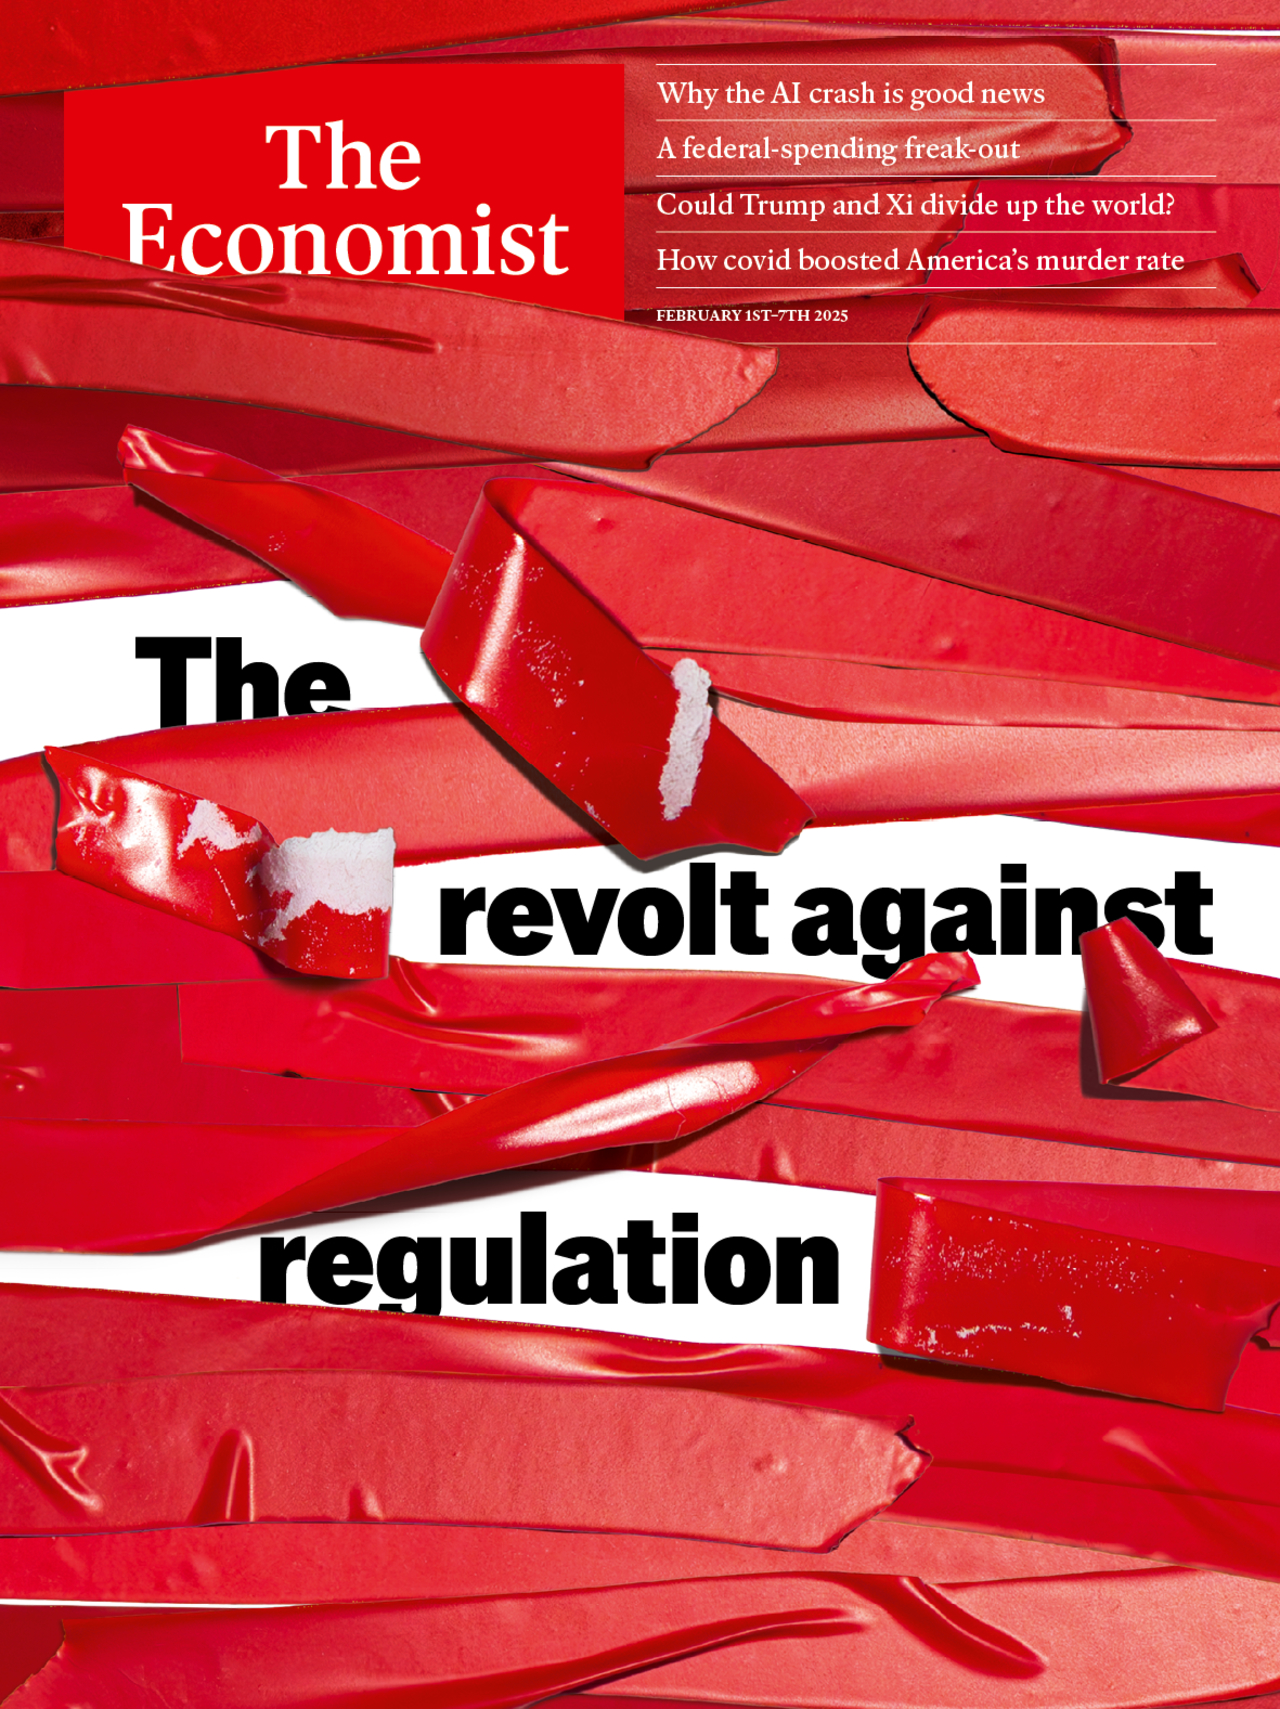 The
Economist
Why the AI crash is good news
A federal-spending freak-out
Could Trump and Xi divide up the world?
How covid boosted America's murder rate
FEBRUARY 1ST–7TH 2025
The
revolt against
regulation